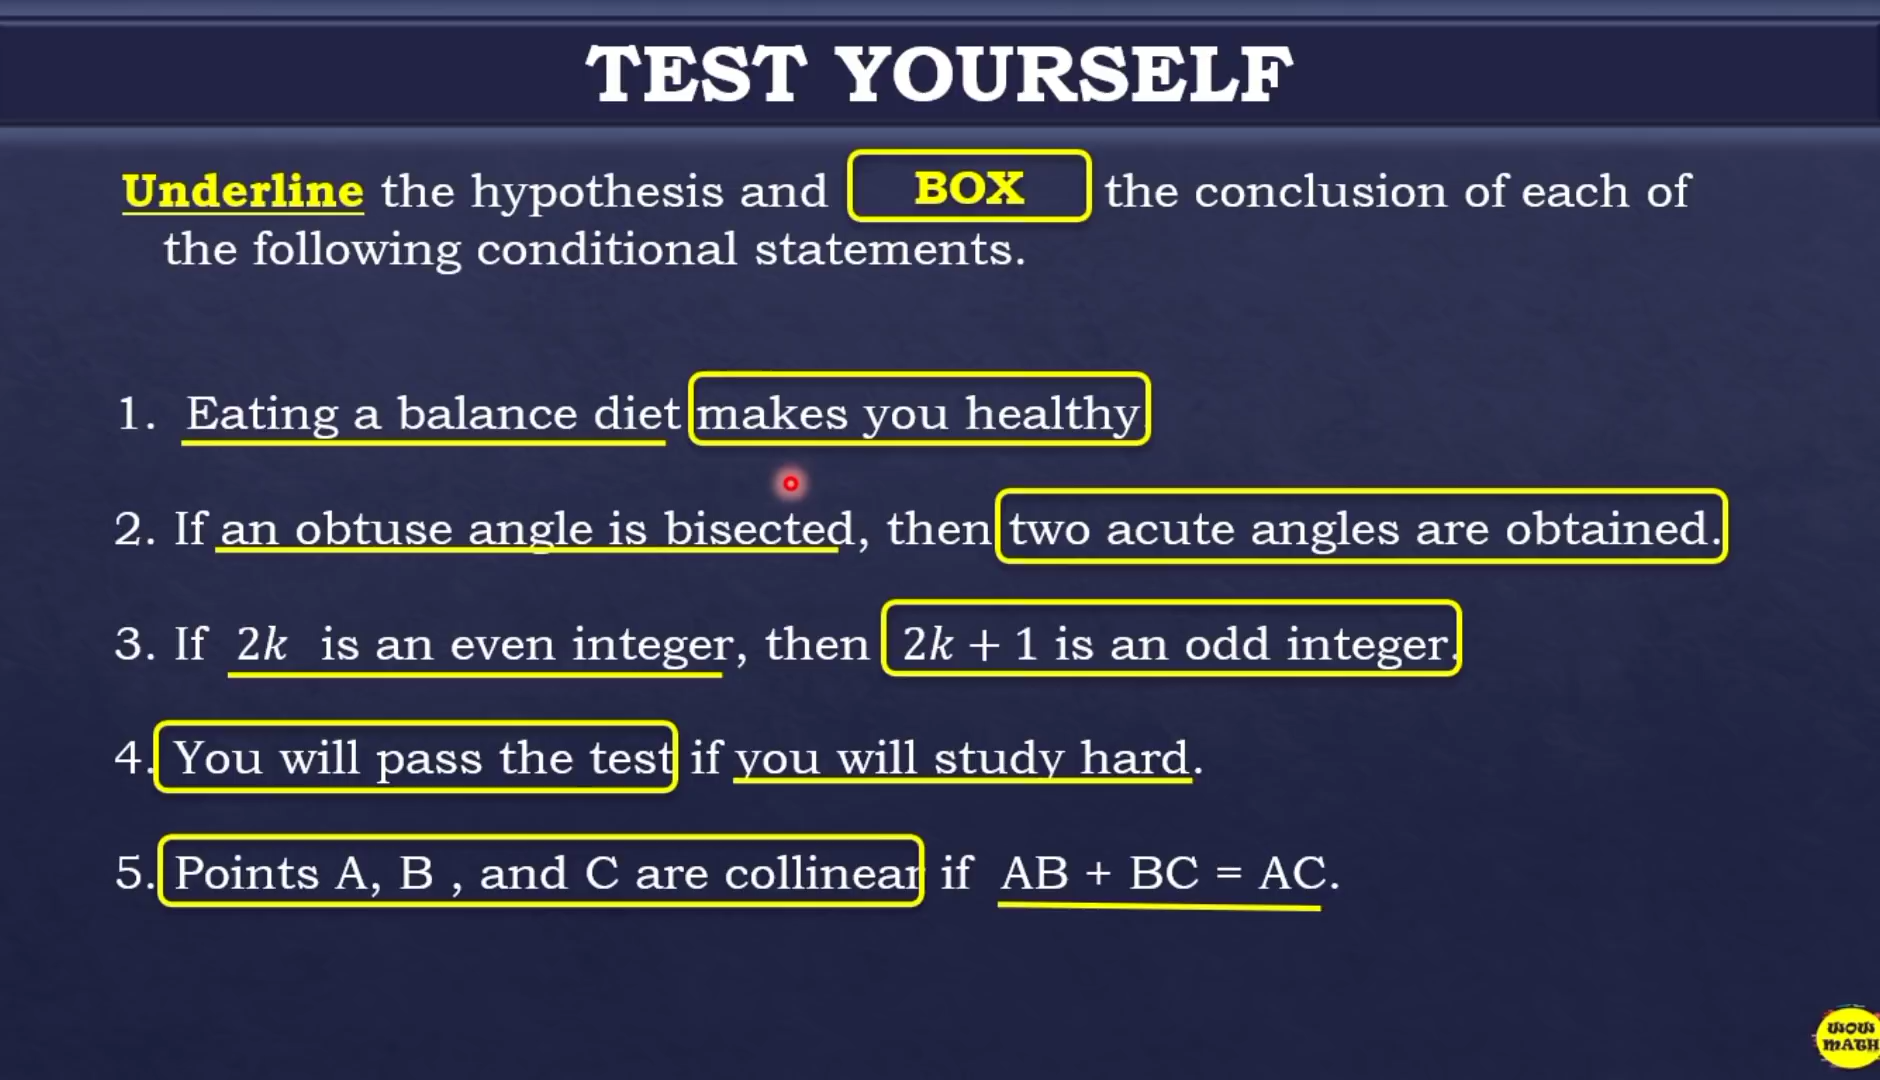 TEST YOURSELF
Underline the hypothesis and BOX the conclusion of each of
the following conditional statements.
1. Eating a balance diet makes you healthy.
2. If an obtuse angle is bisected, then two acute angles are obtained.
3. If 2k is an even integer, then 2k + 1 is an odd integer.
4. You will pass the test if you will study hard.
5. Points A, B , and C are collinear if AB + BC = AC.
WOW
MATH